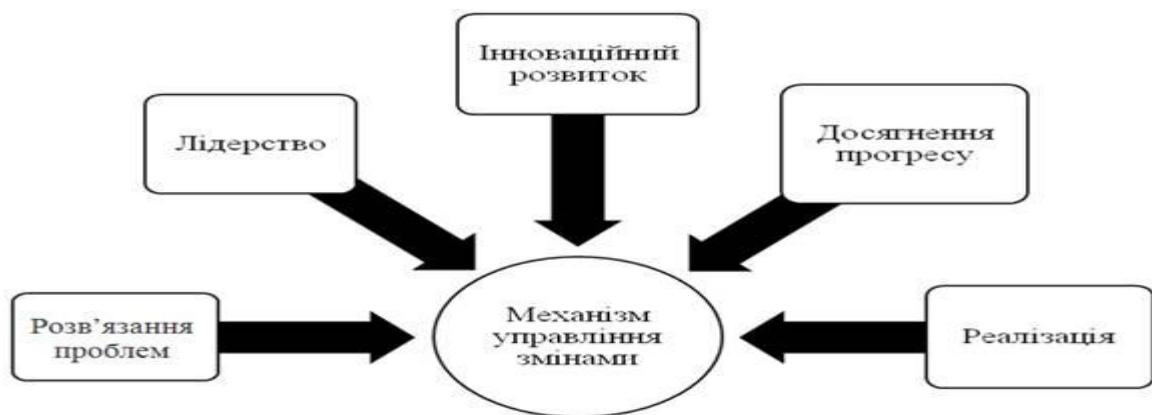 Інноваційний
розвиток
Лідерство
Досягнення
прогресу
Розв’язання
проблем
Механізм
управління
змінами
Реалізація